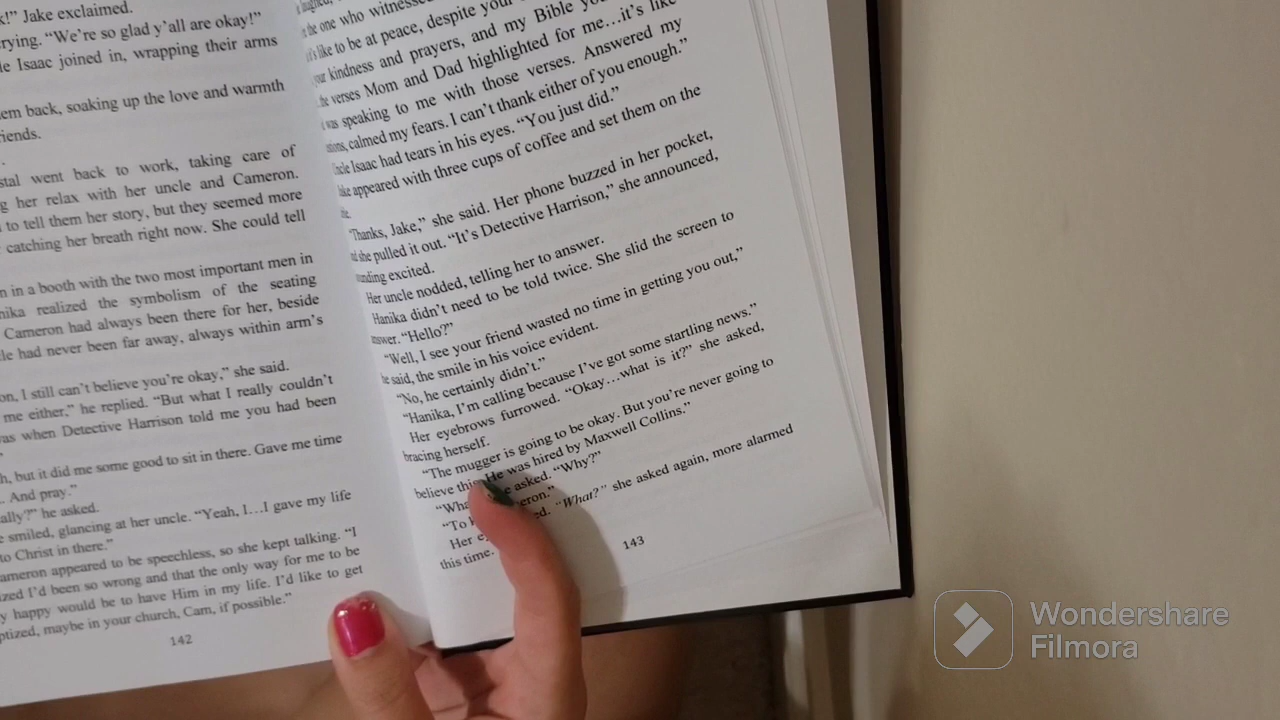 k!” Jake exclaimed.
rying. “We’re so glad y’all are okay!”
le Isaac joined in, wrapping their arms
em back, soaking up the love and warmth
riends.
.
stal went back to work, taking care of
g her relax with her uncle and Cameron.
d to tell them her story, but they seemed more
catching her breath right now. She could tell
n in a booth with the two most important men in
nika realized the symbolism of the seating
Cameron had always been there for her, beside
le had never been far away, always within arm’s
on, I still can’t believe you’re okay,” she said.
me either,” he replied. “But what I really couldn’t
as when Detective Harrison told me you had been
”
h, but it did me some good to sit in there. Gave me time
. And pray.”
ally?” he asked.
e smiled, glancing at her uncle. “Yeah, I…I gave my life
to Christ in there.”
ameron appeared to be speechless, so she kept talking. “I
ized I’d been so wrong and that the only way for me to be
y happy would be to have Him in my life. I’d like to get
ptized, maybe in your church, Cam, if possible.”
142
the one who witnessed
like to be at peace, despite your
our kindness and prayers, and my Bible
the verses Mom and Dad highlighted for me…it’s like
was speaking to me with those verses. Answered my
tions, calmed my fears. I can’t thank either of you enough.”
Uncle Isaac had tears in his eyes. “You just did.”
Jake appeared with three cups of coffee and set them on the
“Thanks, Jake,” she said. Her phone buzzed in her pocket,
and she pulled it out. “It’s Detective Harrison,” she announced,
unding excited.
Her uncle nodded, telling her to answer.
Hanika didn’t need to be told twice. She slid the screen to
answer. “Hello?”
“Well, I see your friend wasted no time in getting you out,”
he said, the smile in his voice evident.
“No, he certainly didn’t.”
“Hanika, I’m calling because I’ve got some startling news.”
Her eyebrows furrowed. “Okay…what is it?” she asked,
bracing herself.
“The mugger is going to be okay. But you’re never going to
believe this. He was hired by Maxwell Collins.”
“Wha e asked. “Why?”
“To eron.”
Her e ed. “What?” she asked again, more alarmed
this time.
143
Wondershare
Filmora